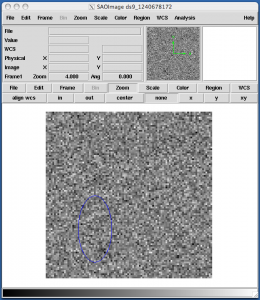 SAOImage ds9_1240678172
File Edit Frame Bin Zoom Scale Color Region WCS Analysis Help
File
Value
WCS
Physical X Y
Image X Y
Frame1 Zoom 4.000 Ang 0.000
File Edit Frame Bin Zoom Scale Color Region WCS
align wcs in out center none x y xy